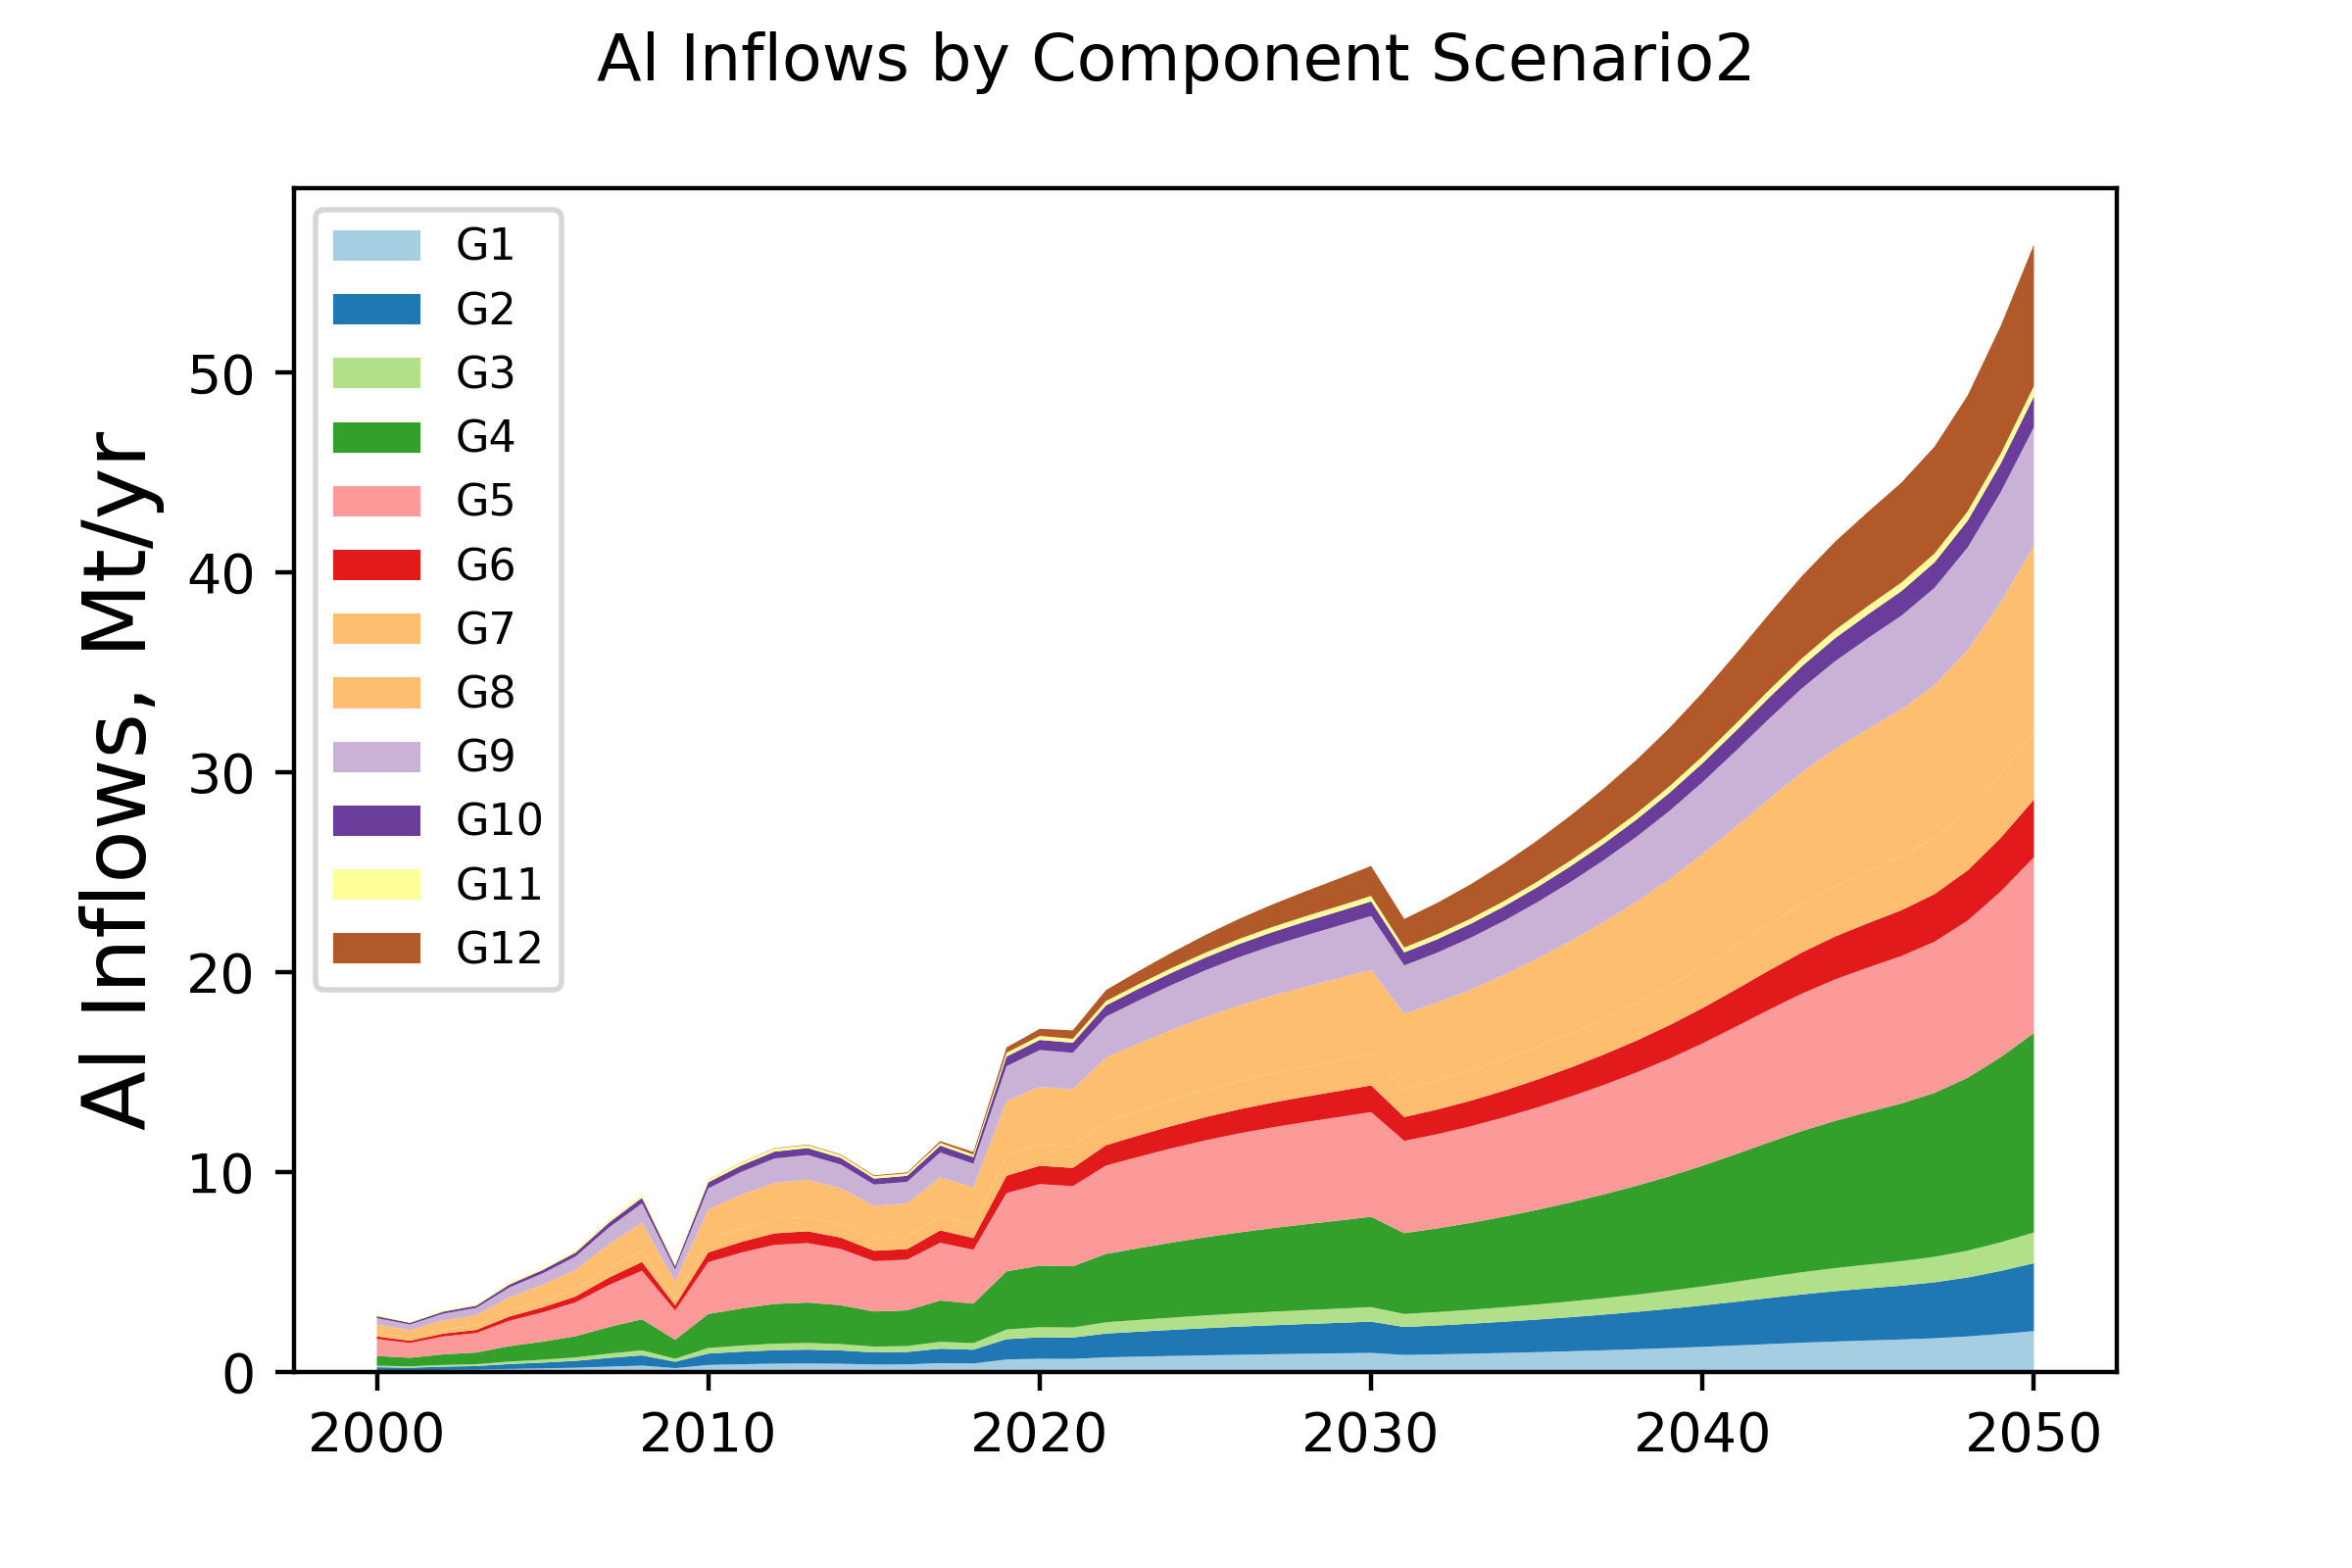 Al Inflows by Component Scenario2
Al Inflows, Mt/yr
50
40
30
20
10
0
G1
G2
G3
G4
G5
G6
G7
G8
G9
G10
G11
G12
2000 2010 2020 2030 2040 2050